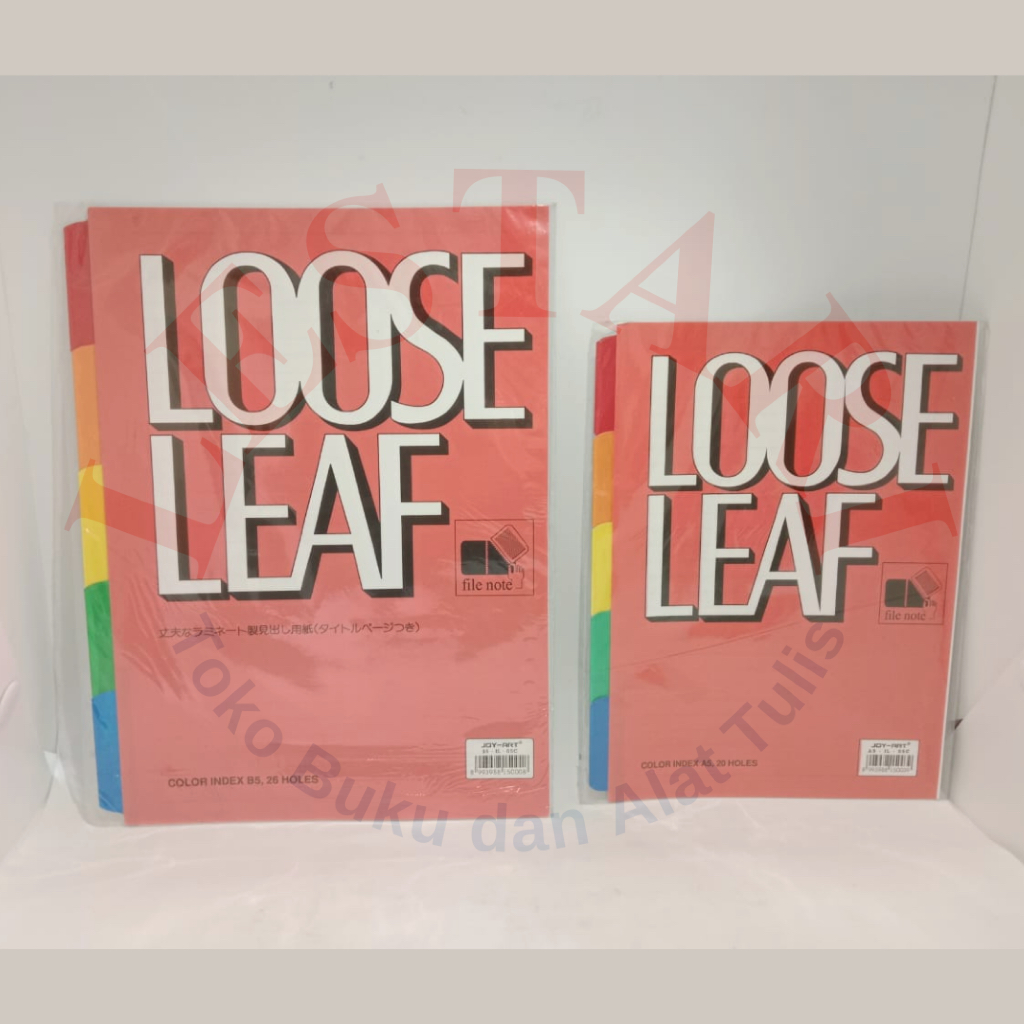 LESTARI
LOOSE
LEAF
file note
丈夫なラミネート製見出し用紙(タイトルページつき)
JOY-ART®
COLOR INDEX B5, 26 HOLES
LOOSE
LEAF
file note
JOY-ART®
COLOR INDEX A5, 20 HOLES
Toko Buku dan Alat Tulis